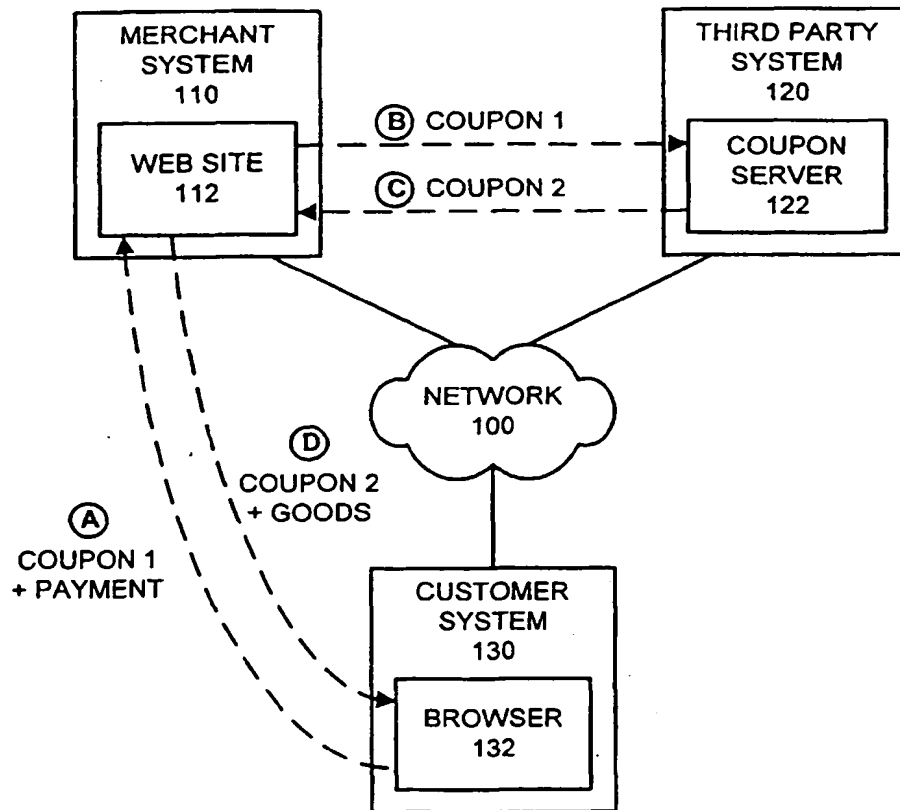 MERCHANT
SYSTEM
110
WEB SITE
112
THIRD PARTY
SYSTEM
120
COUPON
SERVER
122
B COUPON 1
C COUPON 2
NETWORK
100
D
COUPON 2
+ GOODS
A
COUPON 1
+ PAYMENT
CUSTOMER
SYSTEM
130
BROWSER
132